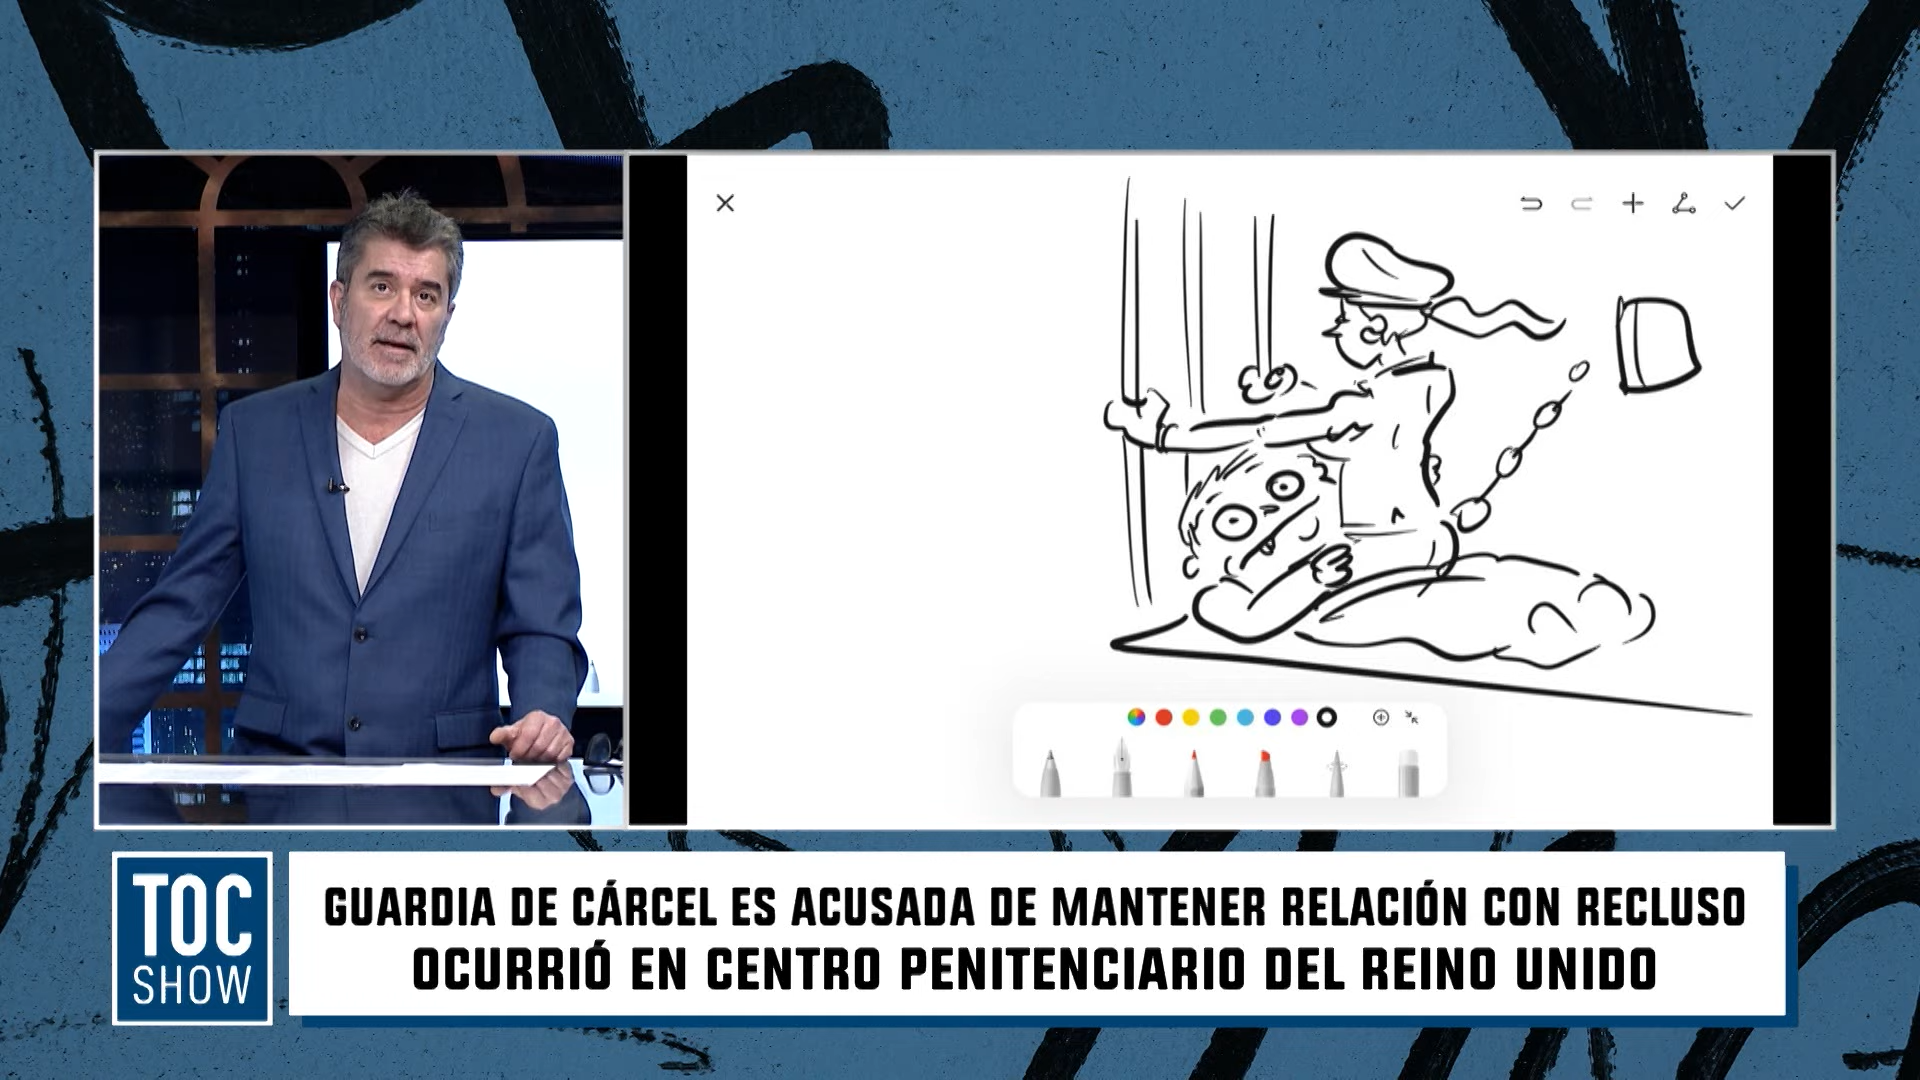 TOC
SHOW
GUARDIA DE CÁRCEL ES ACUSADA DE MANTENER RELACIÓN CON RECLUSO
OCURRIÓ EN CENTRO PENITENCIARIO DEL REINO UNIDO